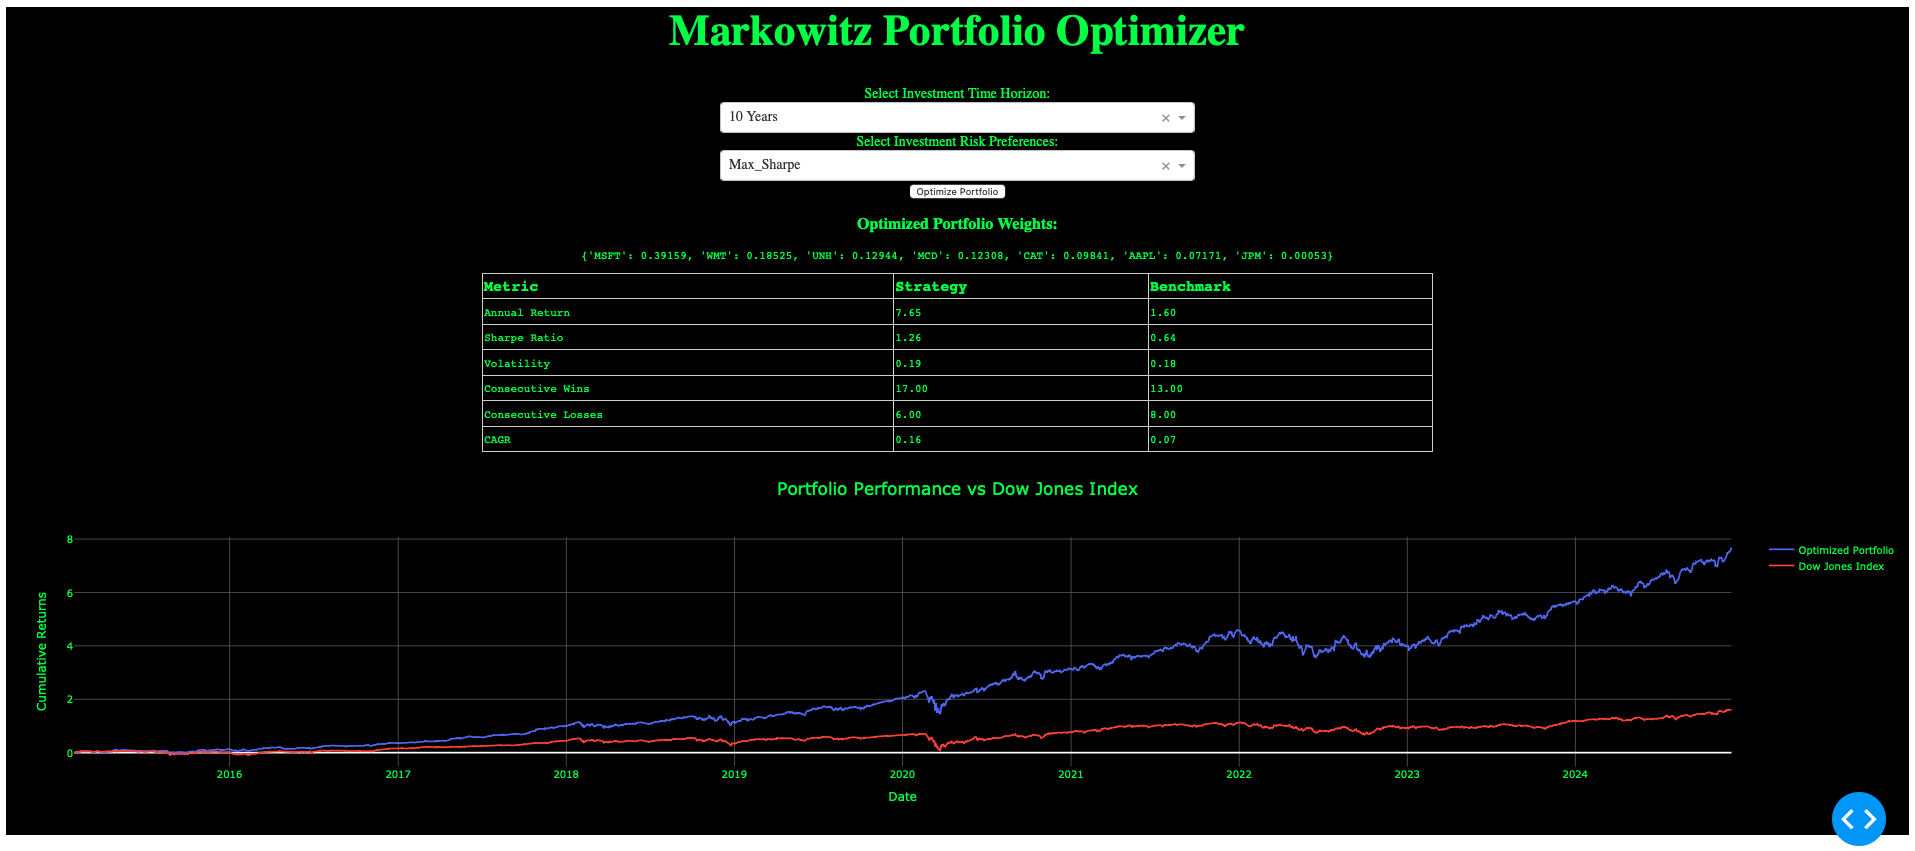 Markowitz Portfolio Optimizer
Select Investment Time Horizon:
10 Years
Select Investment Risk Preferences:
Max_Sharpe
Optimize Portfolio
Optimized Portfolio Weights:
{'MSFT': 0.39159, 'WMT': 0.18525, 'UNH': 0.12944, 'MCD': 0.12308, 'CAT': 0.09841, 'AAPL': 0.07171, 'JPM': 0.00053}
Metric Strategy Benchmark
Annual Return 7.65 1.60
Sharpe Ratio 1.26 0.64
Volatility 0.19 0.18
Consecutive Wins 17.00 13.00
Consecutive Losses 6.00 8.00
CAGR 0.16 0.07
Portfolio Performance vs Dow Jones Index
Cumulative Returns
8
6
4
2
0
2016 2017 2018 2019 2020 2021 2022 2023 2024
Date
Optimized Portfolio
Dow Jones Index